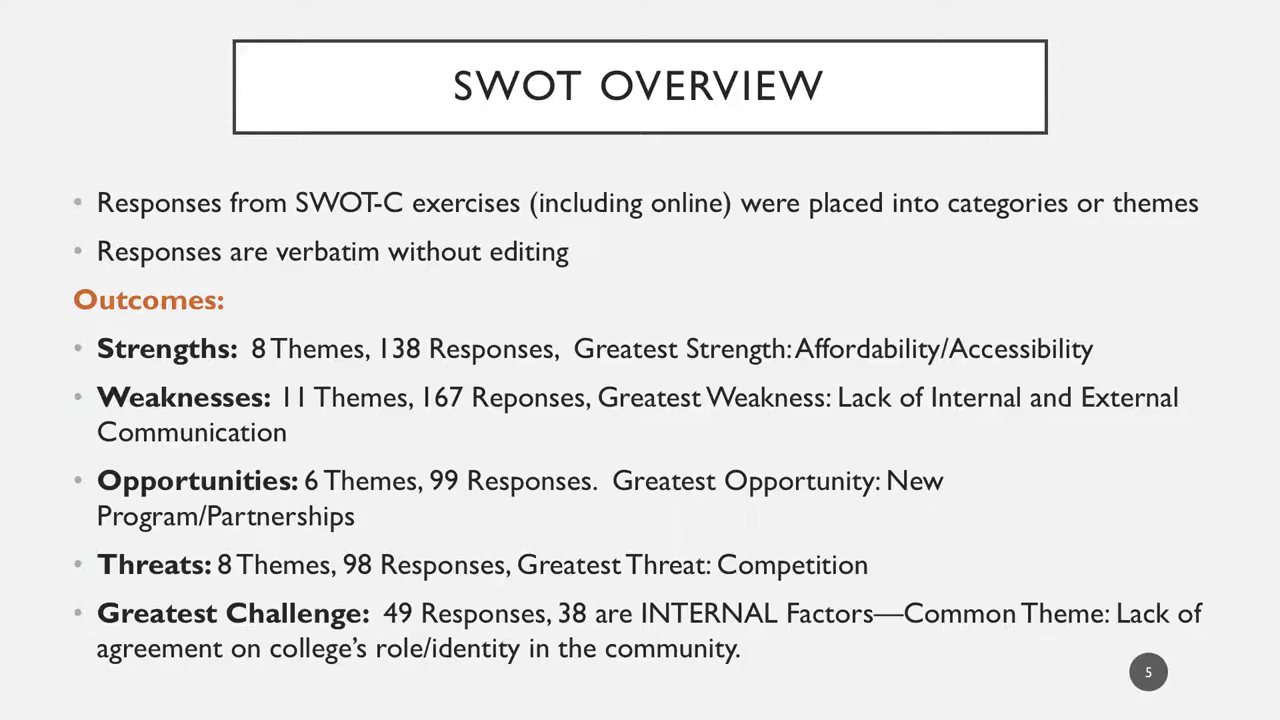 SWOT OVERVIEW
• Responses from SWOT-C exercises (including online) were placed into categories or themes
• Responses are verbatim without editing
Outcomes:
• Strengths: 8 Themes, 138 Responses, Greatest Strength: Affordability/Accessibility
• Weaknesses: 11 Themes, 167 Reponses, Greatest Weakness: Lack of Internal and External
Communication
• Opportunities: 6 Themes, 99 Responses. Greatest Opportunity: New
Program/Partnerships
• Threats: 8 Themes, 98 Responses, Greatest Threat: Competition
• Greatest Challenge: 49 Responses, 38 are INTERNAL Factors—Common Theme: Lack of
agreement on college’s role/identity in the community.
5